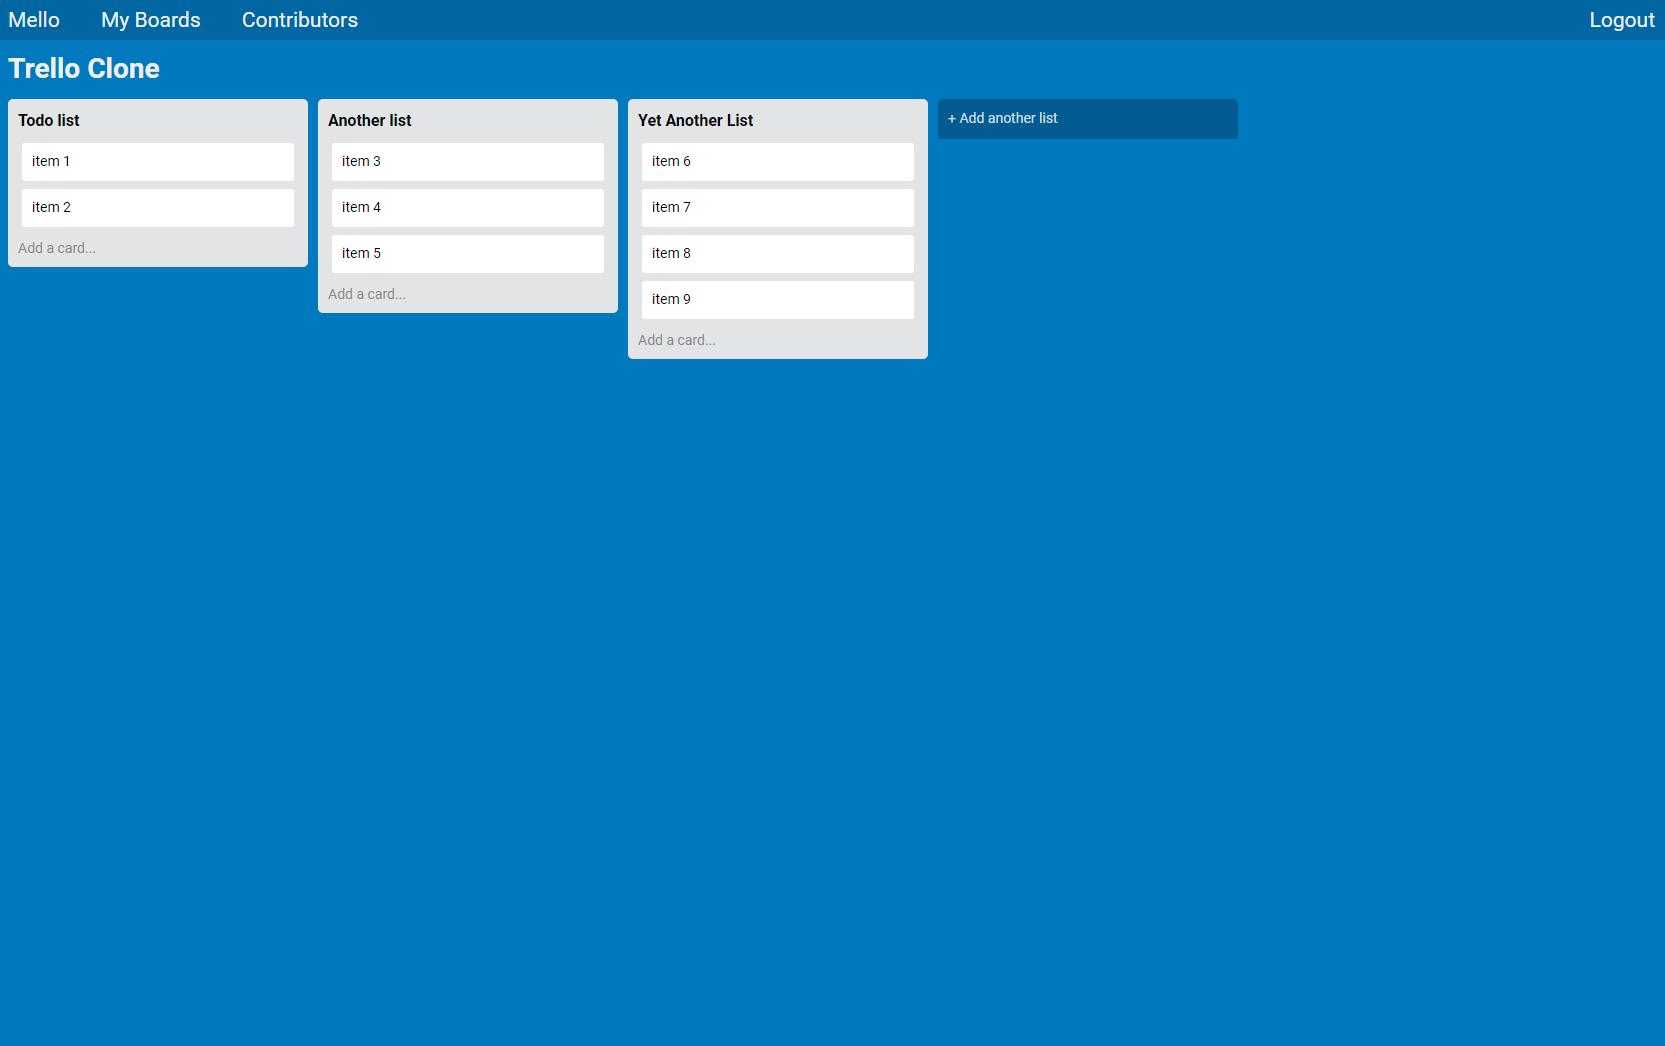 Mello My Boards Contributors Logout
Trello Clone
Todo list
item 1
item 2
Add a card...
Another list
item 3
item 4
item 5
Add a card...
Yet Another List
item 6
item 7
item 8
item 9
Add a card...
+ Add another list